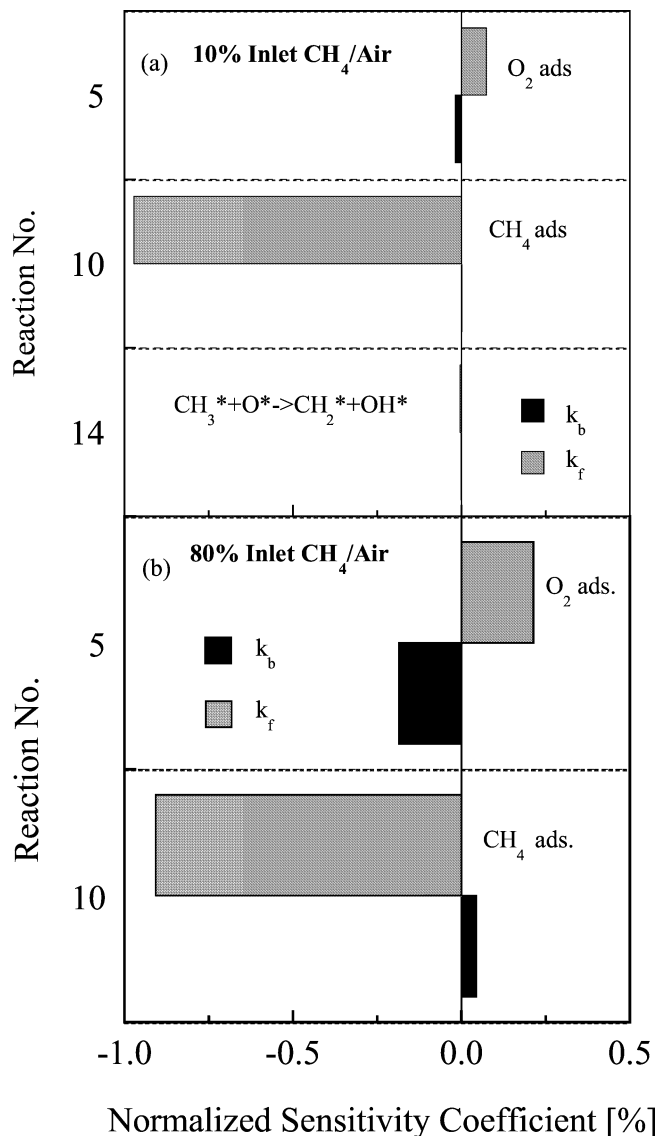 (a) 10% Inlet CH4/Air
O2 ads
5
CH4 ads
10
CH3*+O*->CH2*+OH*
14
kb
kf
Reaction No.
(b) 80% Inlet CH4/Air
O2 ads.
5
kb
kf
CH4 ads.
10
Reaction No.
-1.0 -0.5 0.0 0.5
Normalized Sensitivity Coefficient [%]